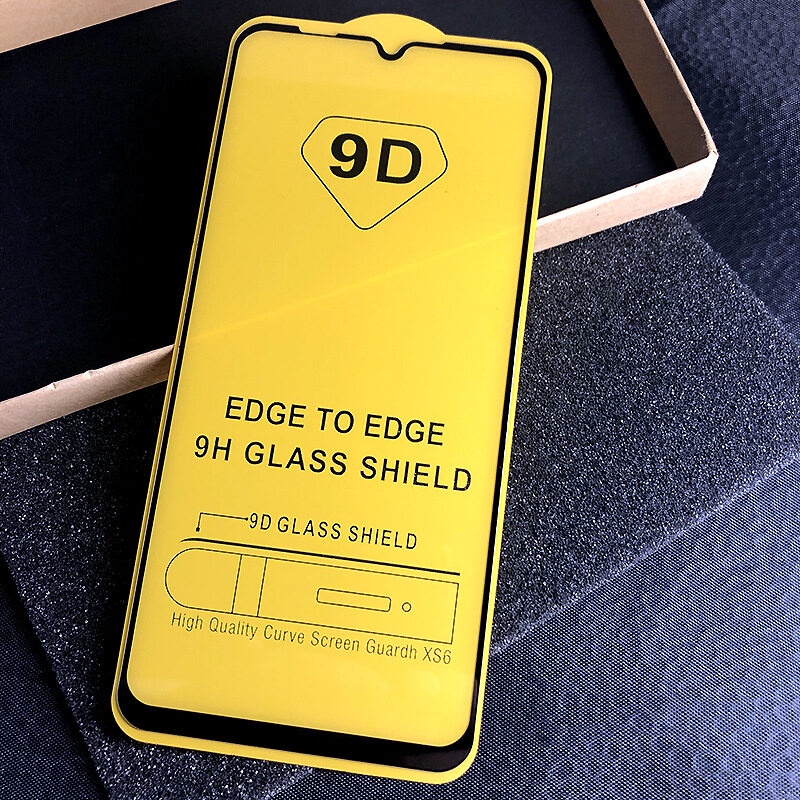 9D
EDGE TO EDGE
9H GLASS SHIELD
9D GLASS SHIELD
High Quality Curve Screen Guardh XS6